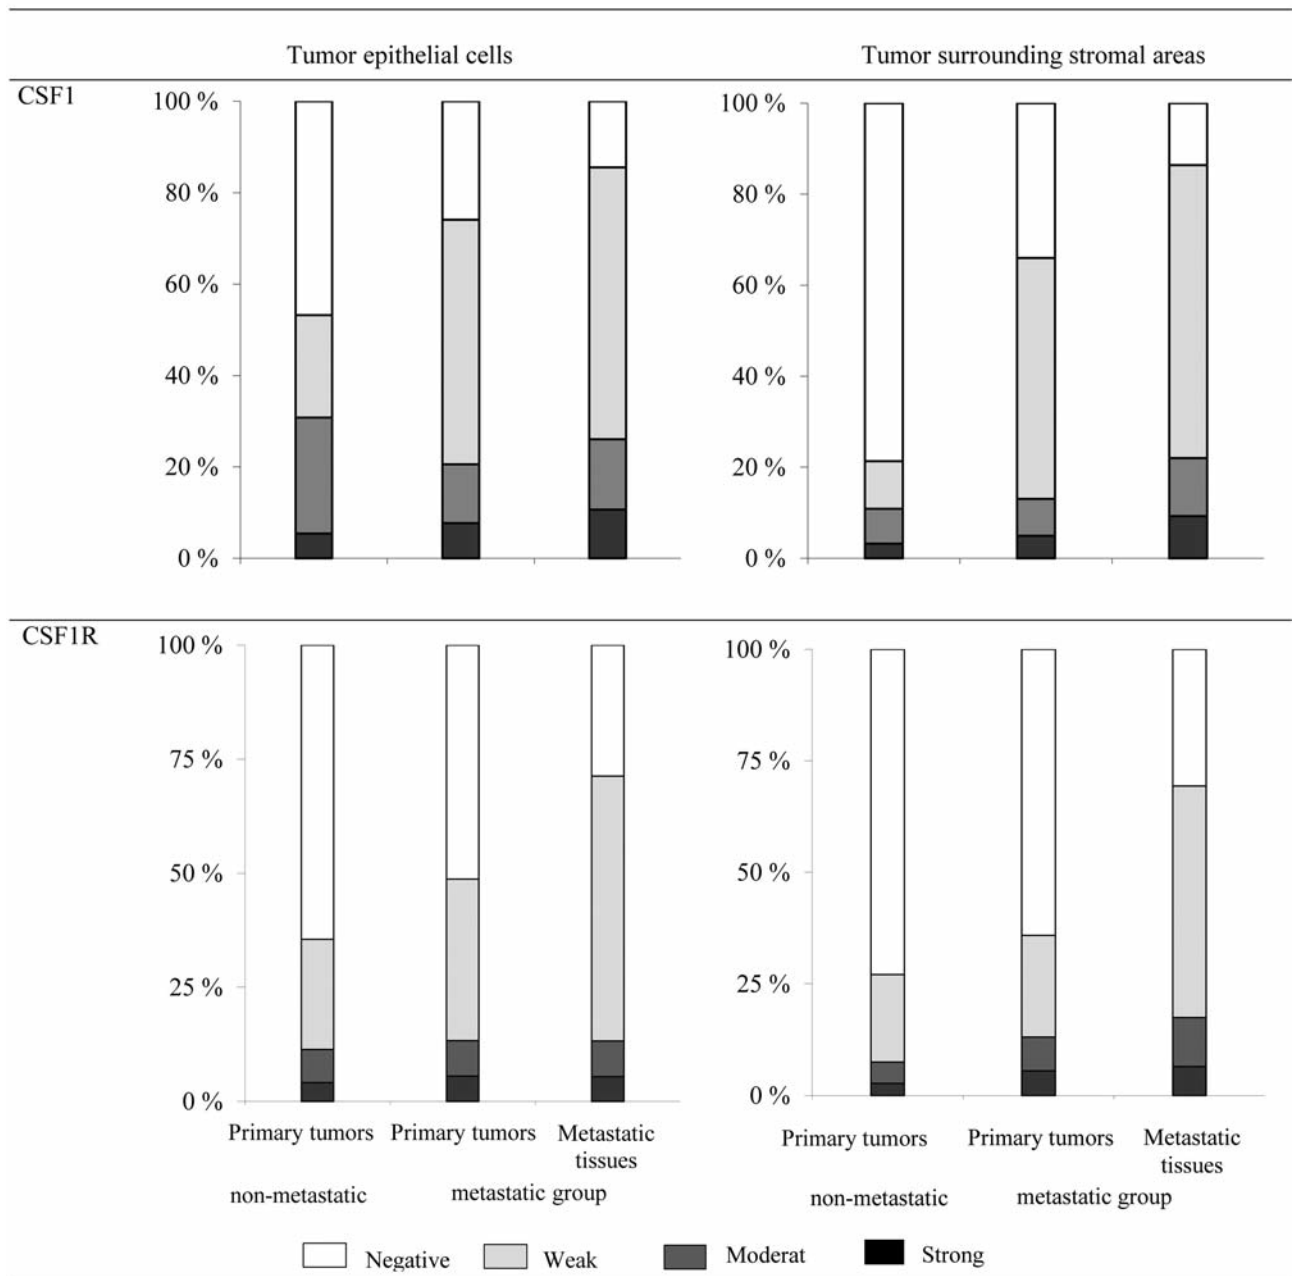 Tumor epithelial cells Tumor surrounding stromal areas
CSF1
100 % 100 %
80 % 80 %
60 % 60 %
40 % 40 %
20 % 20 %
0 % 0 %
CSF1R
100 % 100 %
75 % 75 %
50 % 50 %
25 % 25 %
0 % 0 %
Primary tumors Primary tumors Metastatic tissues Primary tumors Primary tumors Metastatic tissues
non-metastatic metastatic group non-metastatic metastatic group
Negative Weak Moderat Strong